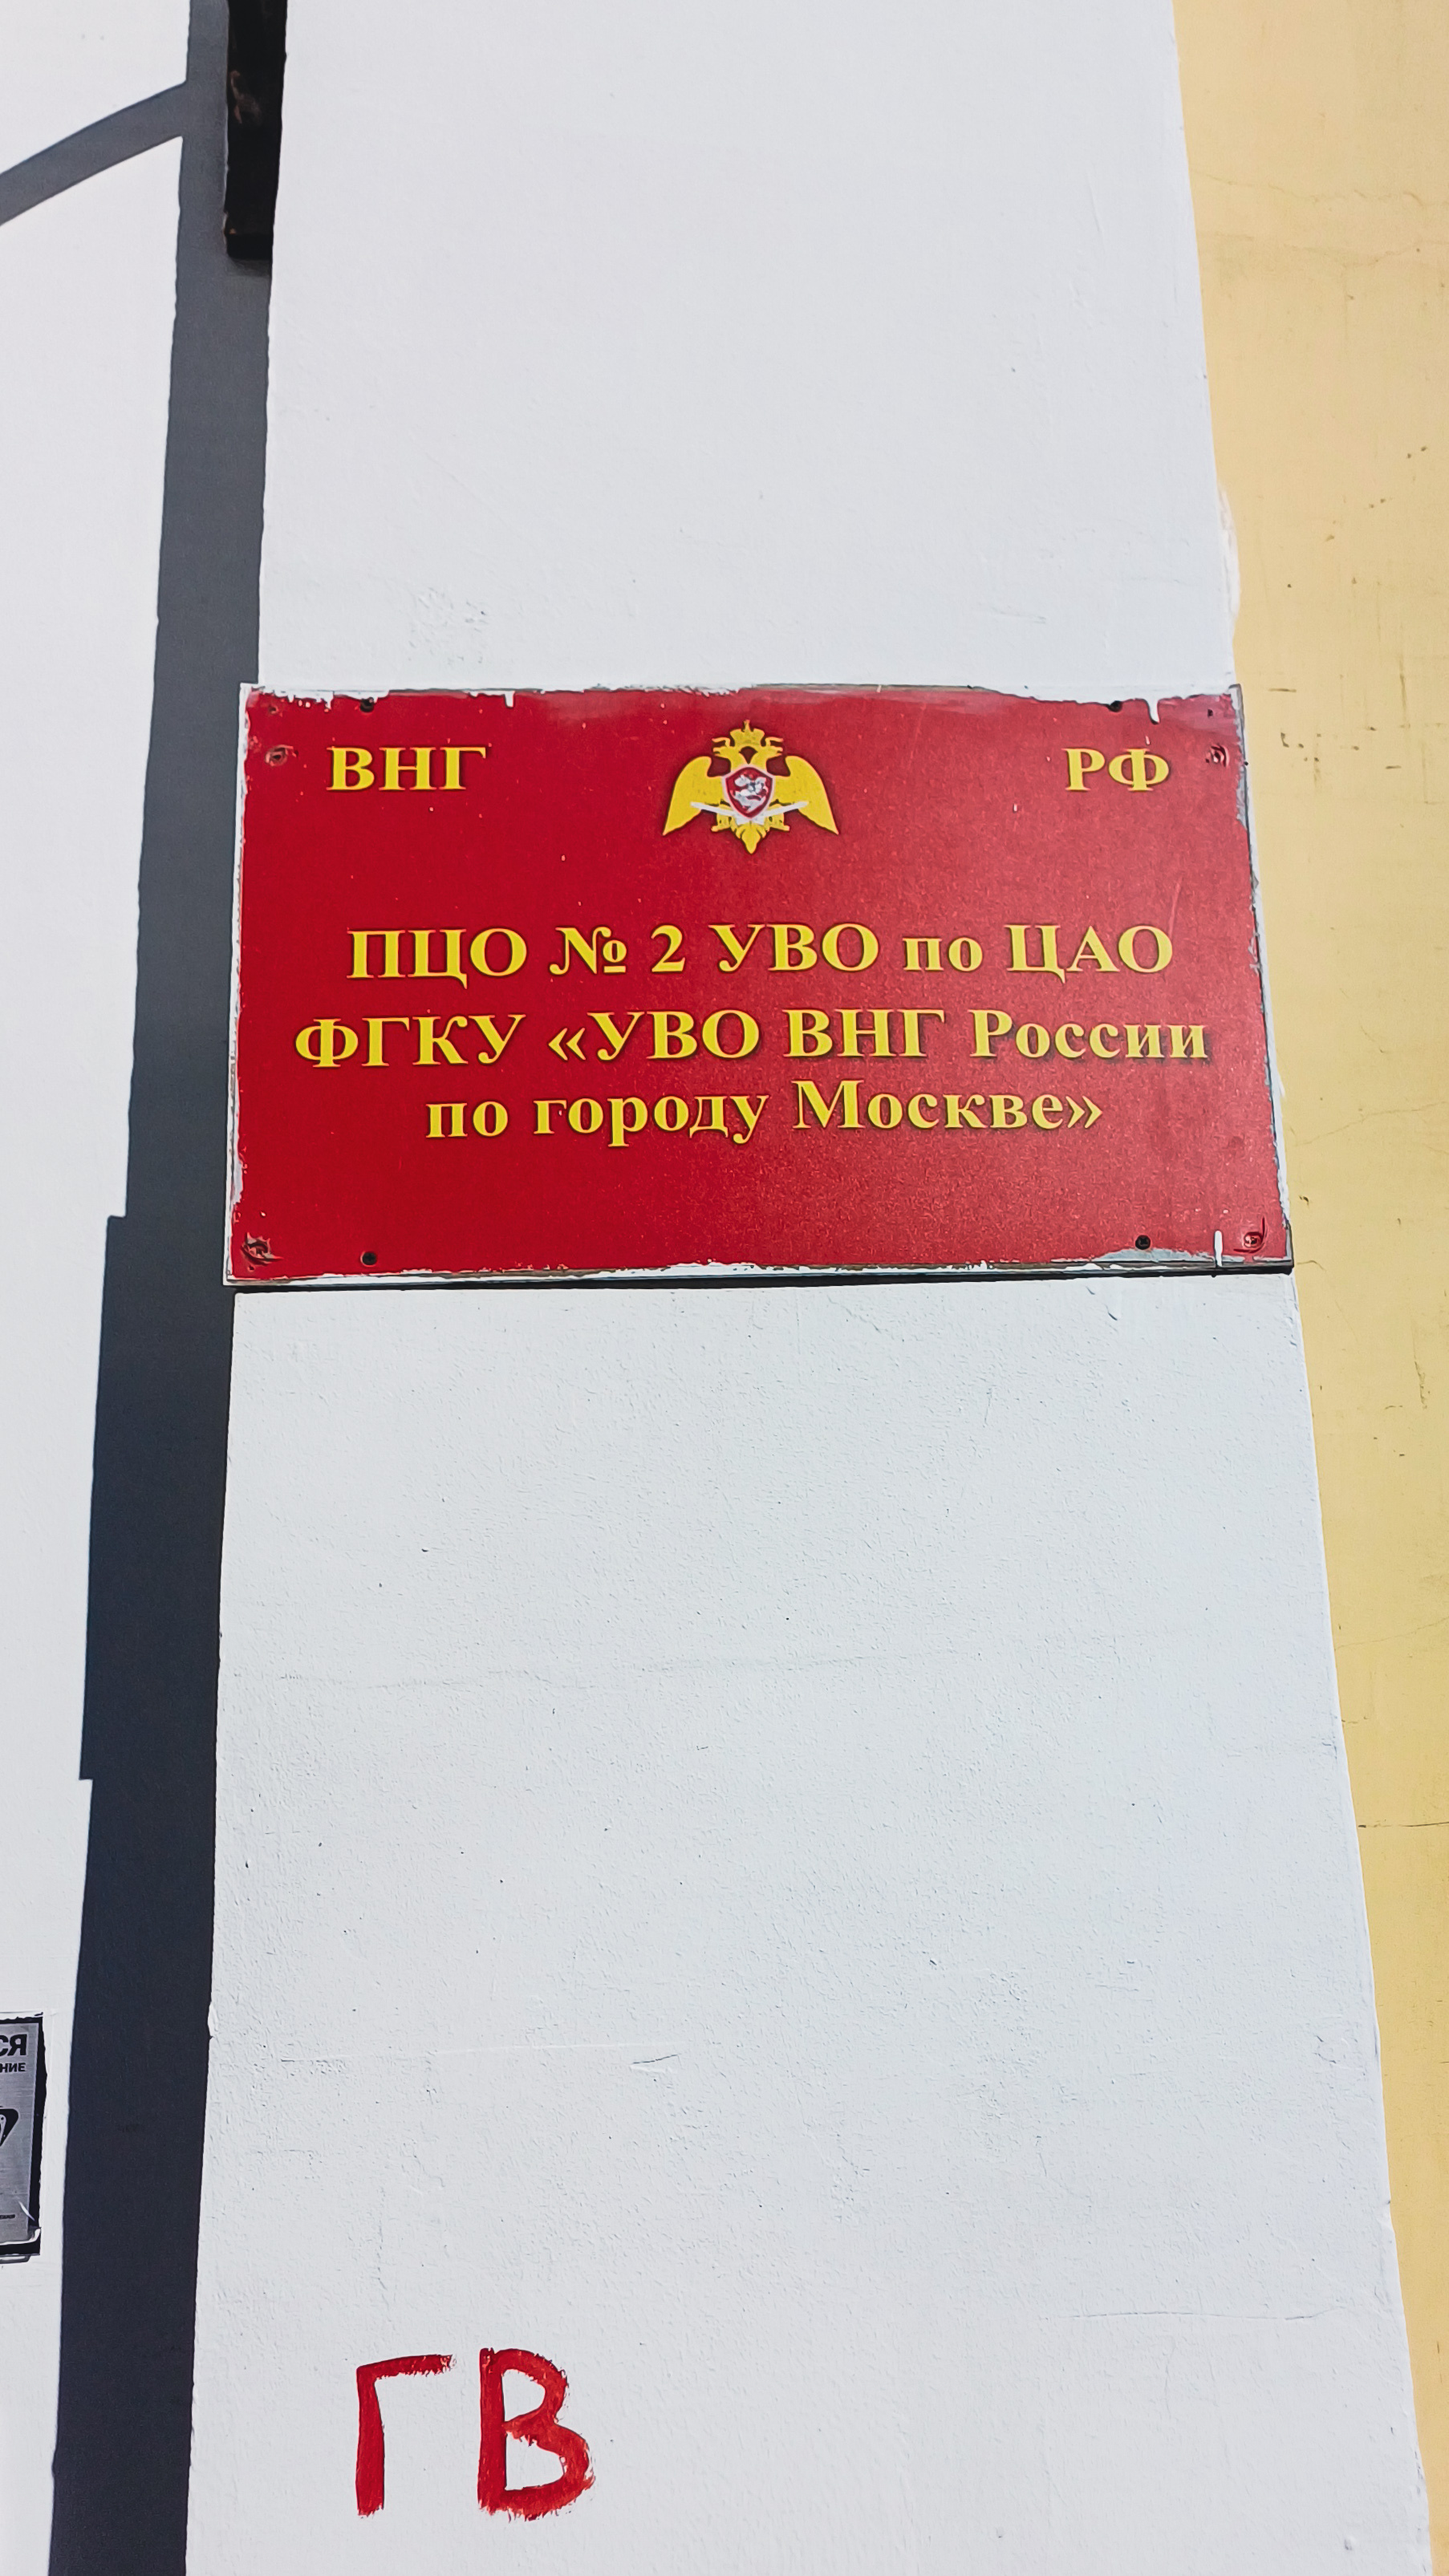 ВНГ РФ
ПЦО № 2 УВО по ЦАО
ФГКУ «УВО ВНГ России
по городу Москве»
ГВ